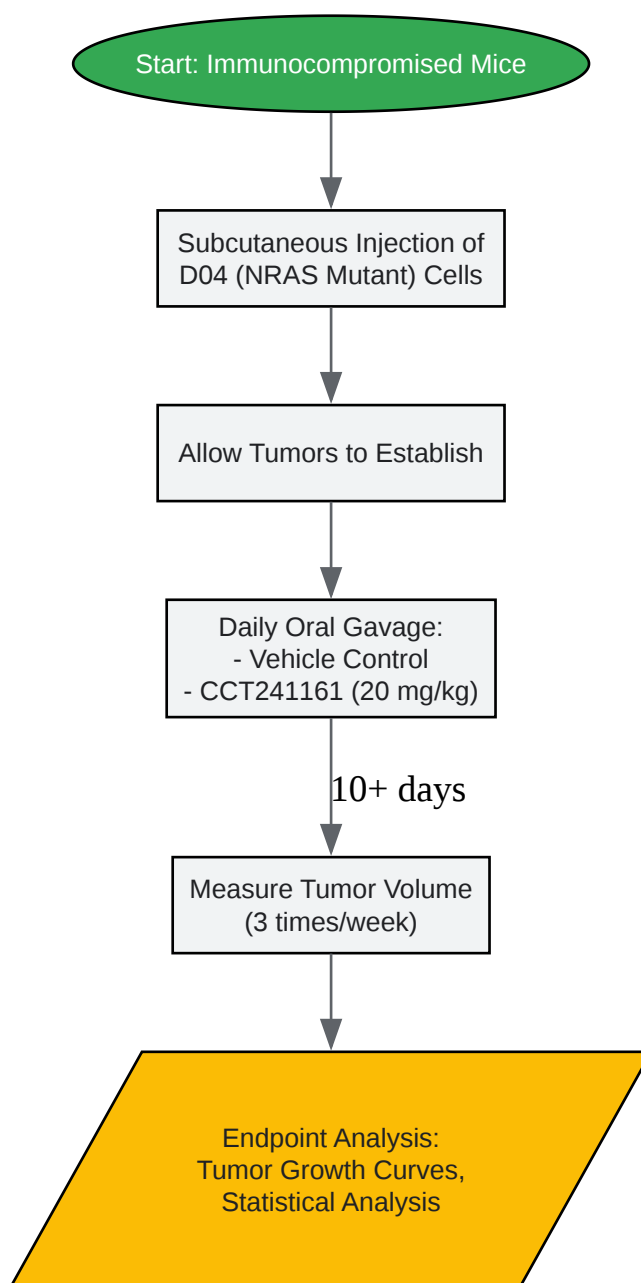 Start: Immunocompromised Mice
Subcutaneous Injection of
D04 (NRAS Mutant) Cells
Allow Tumors to Establish
Daily Oral Gavage:
- Vehicle Control
- CCT241161 (20 mg/kg)
10+ days
Measure Tumor Volume
(3 times/week)
Endpoint Analysis:
Tumor Growth Curves,
Statistical Analysis